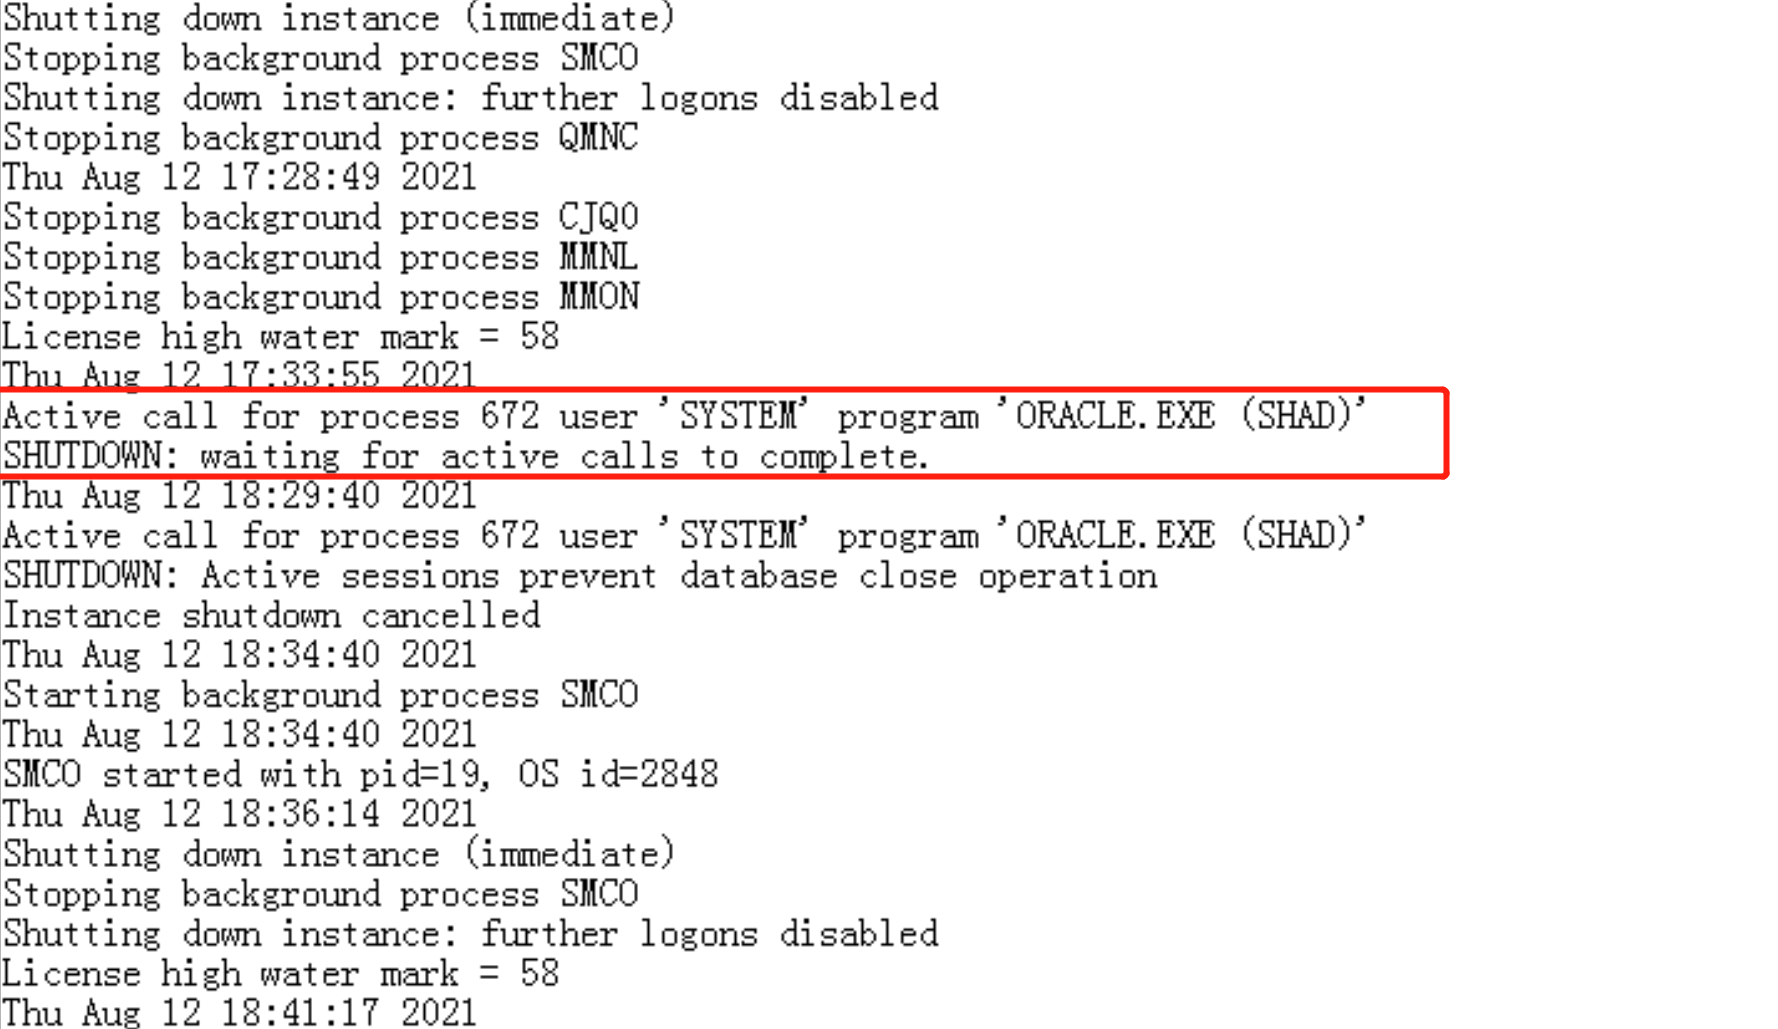 Shutting down instance (immediate)
Stopping background process SMCO
Shutting down instance: further logons disabled
Stopping background process QMNC
Thu Aug 12 17:28:49 2021
Stopping background process CJQ0
Stopping background process MMNL
Stopping background process MMON
License high water mark = 58
Thu Aug 12 17:33:55 2021
Active call for process 672 user 'SYSTEM' program 'ORACLE.EXE (SHAD)'
SHUTDOWN: waiting for active calls to complete.
Thu Aug 12 18:29:40 2021
Active call for process 672 user 'SYSTEM' program 'ORACLE.EXE (SHAD)'
SHUTDOWN: Active sessions prevent database close operation
Instance shutdown cancelled
Thu Aug 12 18:34:40 2021
Starting background process SMCO
Thu Aug 12 18:34:40 2021
SMCO started with pid=19, OS id=2848
Thu Aug 12 18:36:14 2021
Shutting down instance (immediate)
Stopping background process SMCO
Shutting down instance: further logons disabled
License high water mark = 58
Thu Aug 12 18:41:17 2021